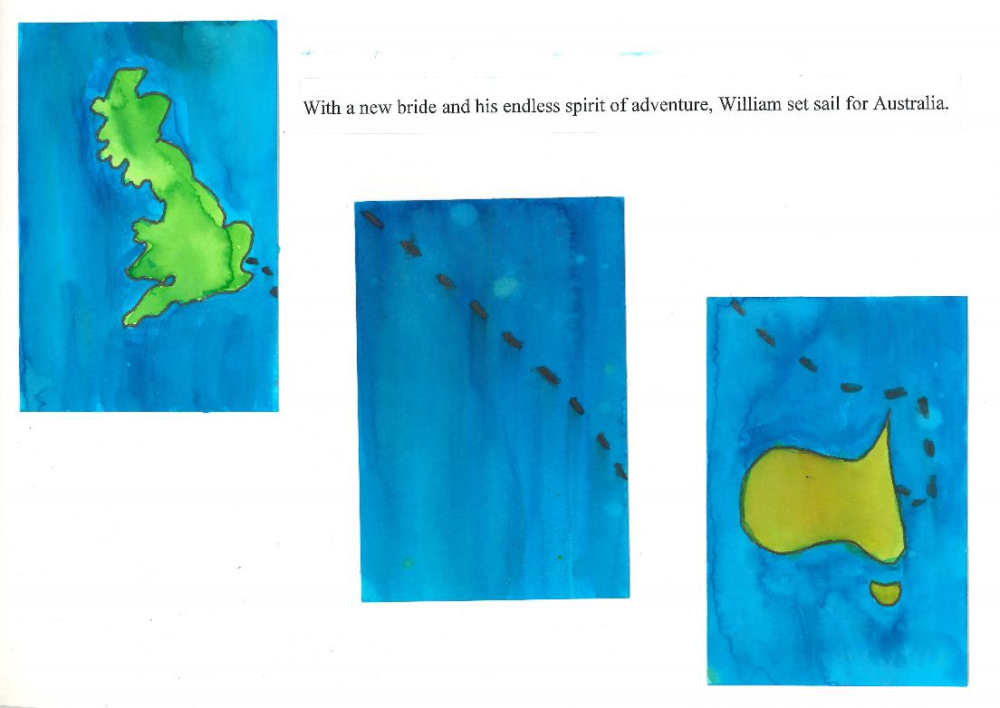 With a new bride and his endless spirit of adventure, William set sail for Australia.